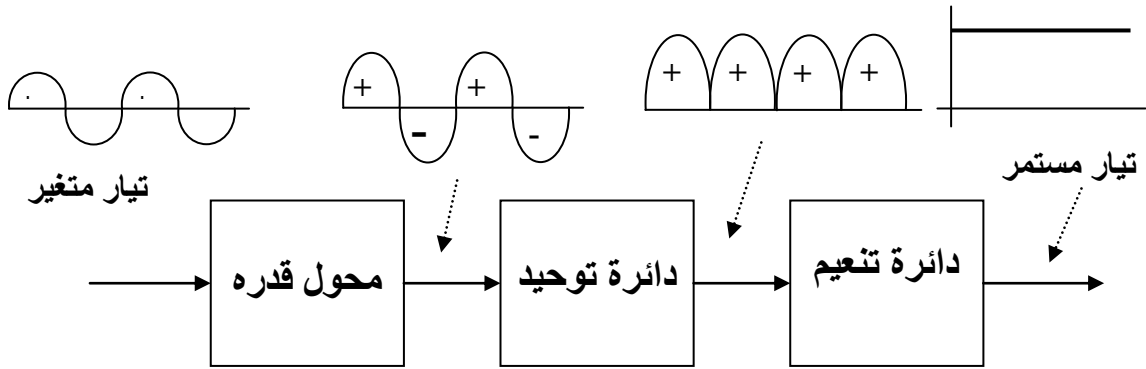 + + + +
+ +
- -
تيار متغير
تيار مستمر
محول قدره
دائرة توحيد
دائرة تنعيم